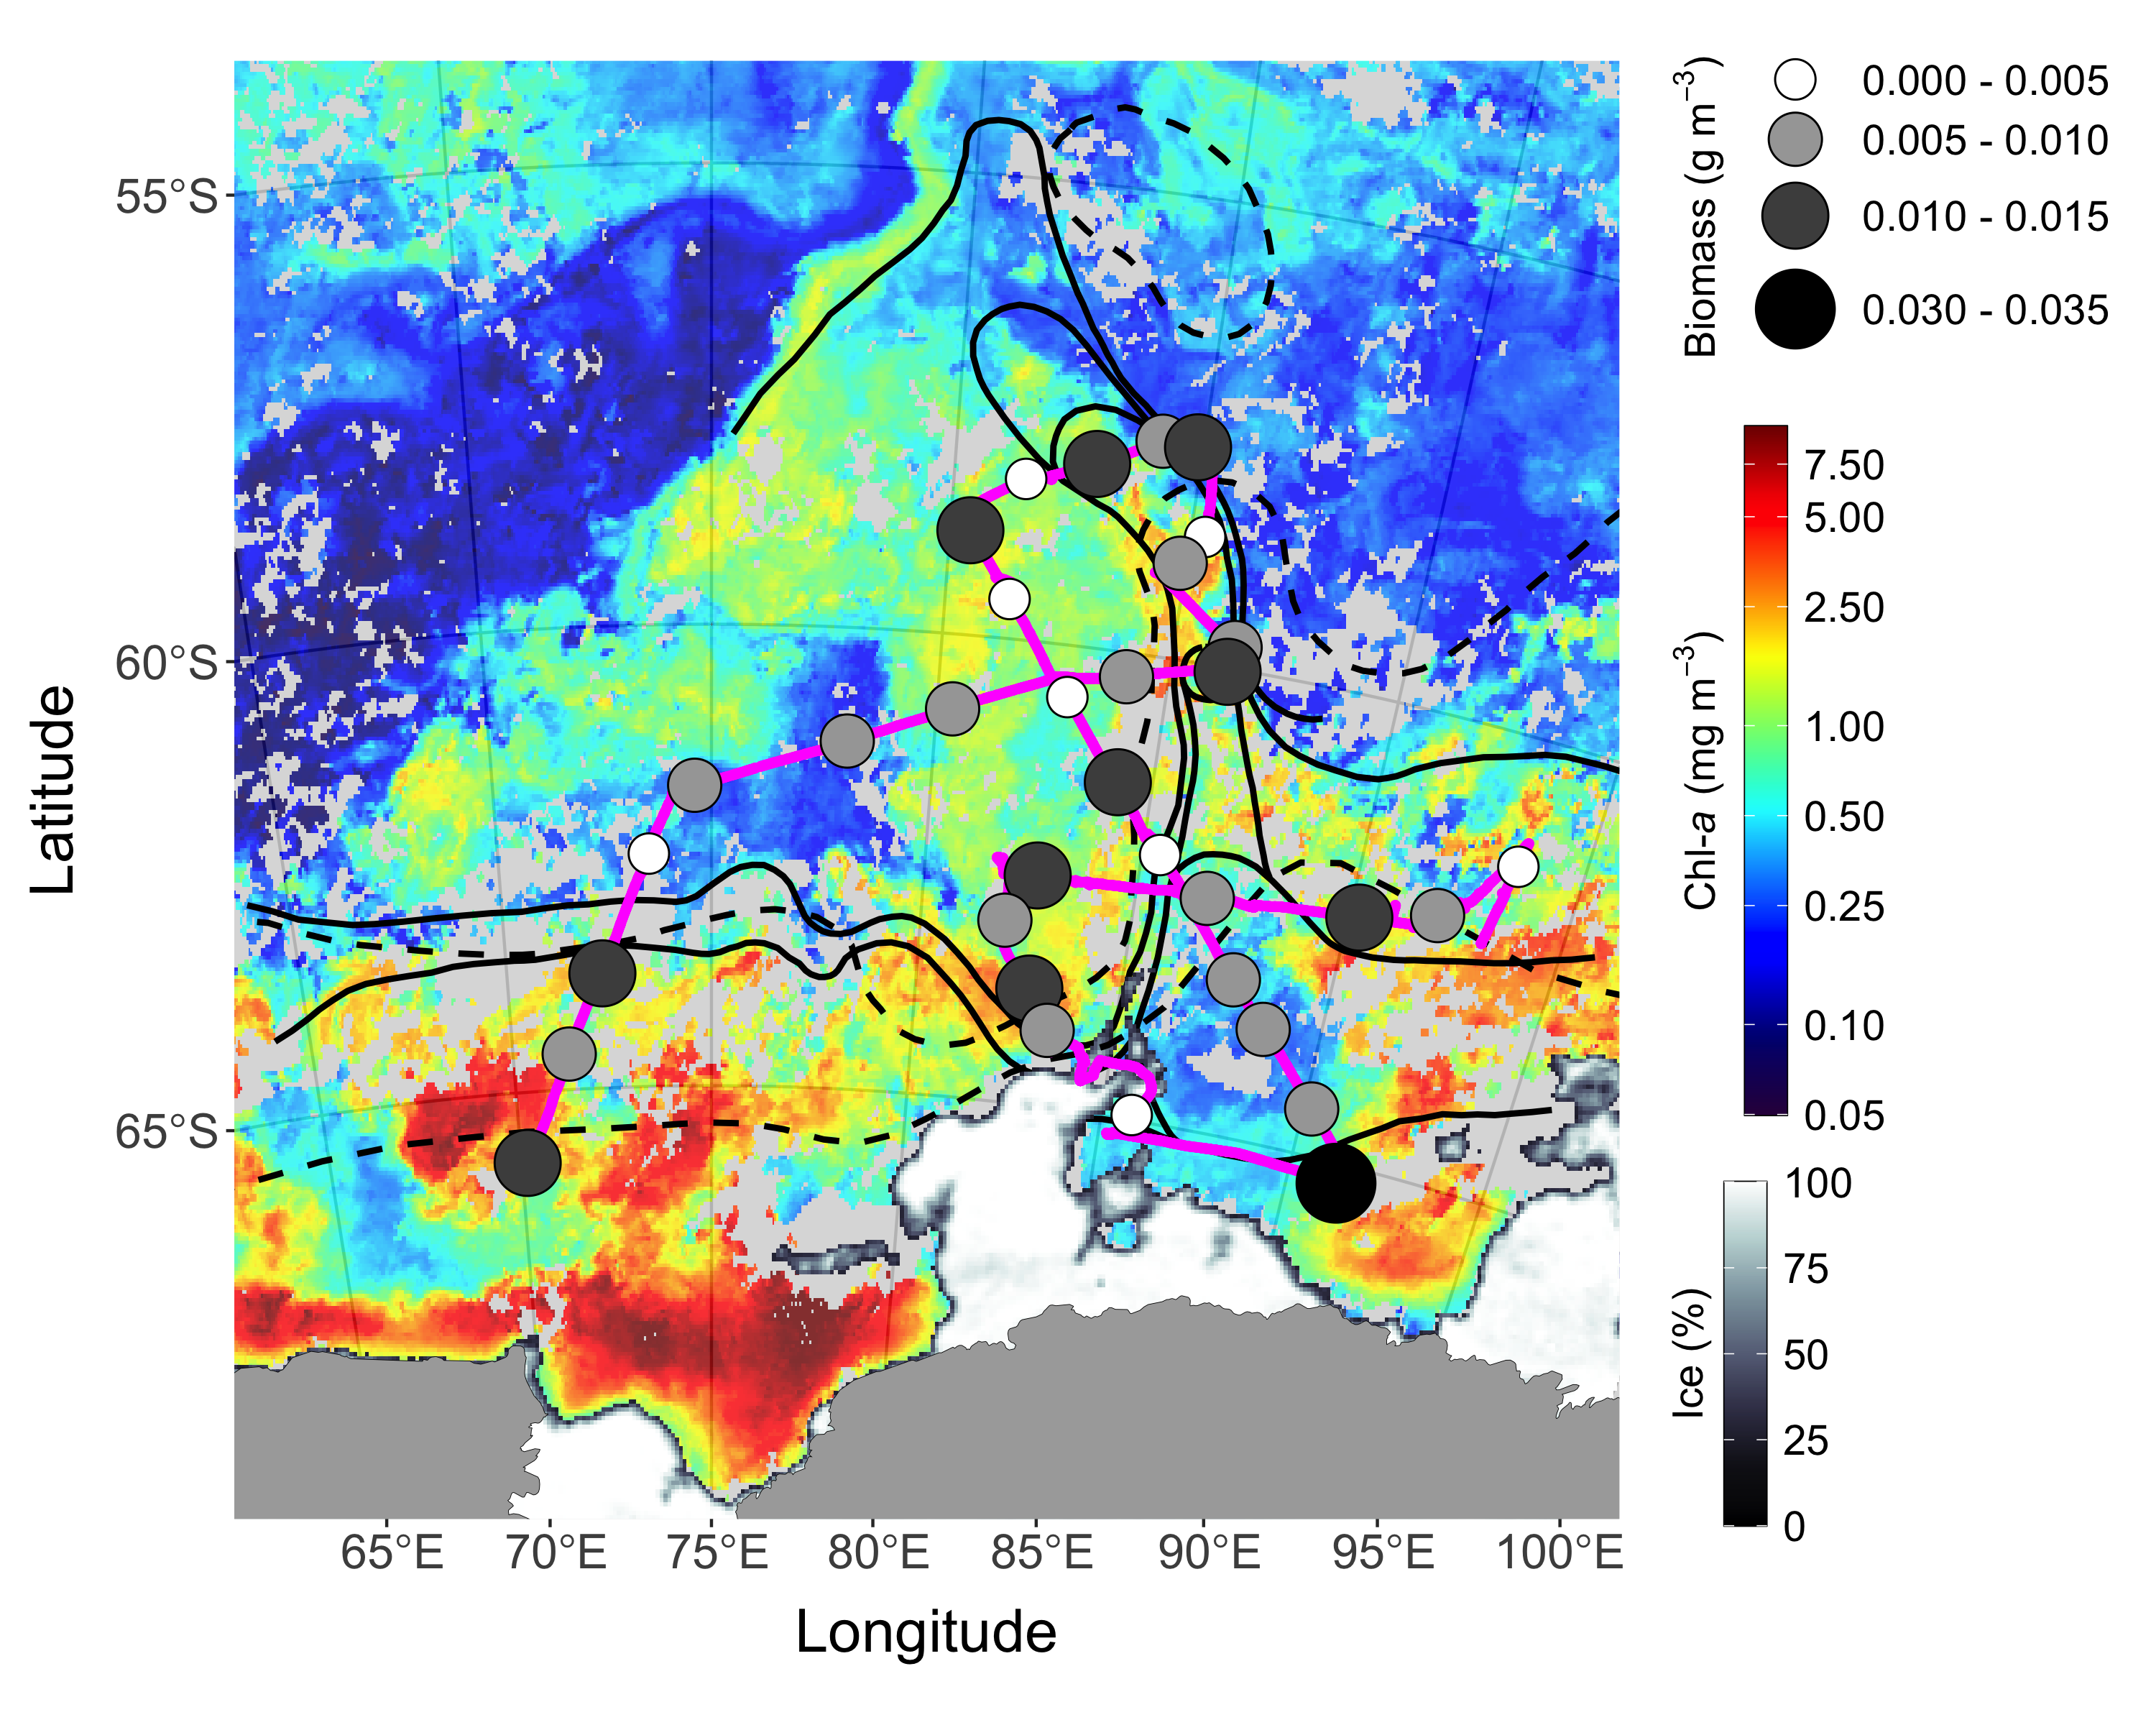 55°S
60°S
65°S
Latitude
65°E 70°E 75°E 80°E 85°E 90°E 95°E 100°E
Longitude
Biomass (g m⁻³)
0.000 - 0.005
0.005 - 0.010
0.010 - 0.015
0.030 - 0.035
Chl-a (mg m⁻³)
7.50
5.00
2.50
1.00
0.50
0.25
0.10
0.05
Ice (%)
100
75
50
25
0